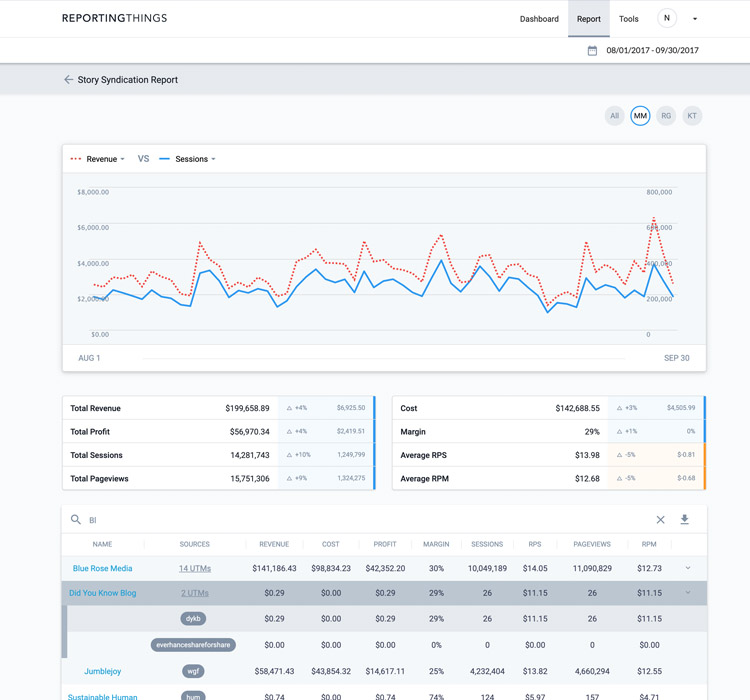 REPORTINGTHINGS
Dashboard Report Tools N
08/01/2017 - 09/30/2017
Story Syndication Report
All MM RG KT
Revenue VS Sessions
$8,000.00 800,000
$6,000.00 600,000
$4,000.00 400,000
$2,000.00 200,000
$0.00 0
AUG 1 SEP 30
Total Revenue $199,658.89 +4% $6,925.50
Total Profit $56,970.34 +4% $2,419.51
Total Sessions 14,281,743 +10% 1,249,799
Total Pageviews 15,751,306 +9% 1,324,275
Cost $142,688.55 +3% $4,505.99
Margin 29% +1% 0%
Average RPS $13.98 -5% $-0.81
Average RPM $12.68 -5% $-0.68
Bl
NAME SOURCES REVENUE COST PROFIT MARGIN SESSIONS RPS PAGEVIEWS RPM
Blue Rose Media 14 UTMs $141,186.43 $98,834.23 $42,352.20 30% 10,049,189 $14.05 11,090,829 $12.73
Did You Know Blog 2 UTMs $0.29 $0.00 $0.29 29% 26 $11.15 26 $11.15
dykb $0.29 $0.00 $0.29 29% 26 $11.15 26 $11.15
everhanceshareforshare $0.00 $0.00 $0.00 0% 0 $0.00 0 $0.00
Jumblejoy wgf $58,471.43 $43,854.32 $14,617.11 25% 4,232,404 $13.82 4,660,294 $12.55
Sustainable Human hum $0.74 $0.00 $0.74 74% 124 $5.97 157 $4.71